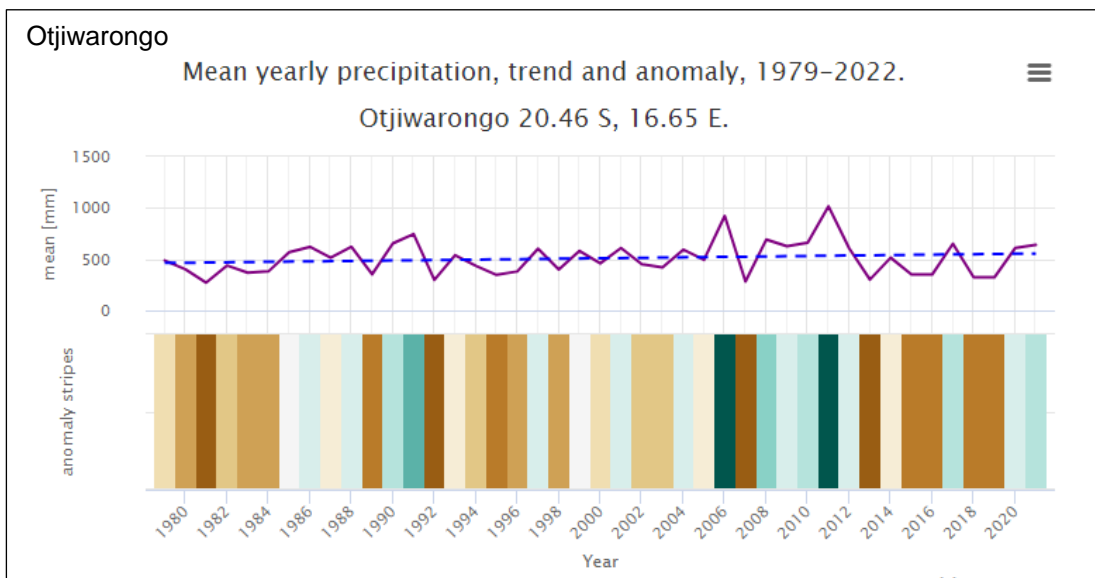 Otjiwarongo
Mean yearly precipitation, trend and anomaly, 1979-2022.
Otjiwarongo 20.46 S, 16.65 E.
1500
1000
500
0
mean [mm]
anomaly stripes
1980 1982 1984 1986 1988 1990 1992 1994 1996 1998 2000 2002 2004 2006 2008 2010 2012 2014 2016 2018 2020
Year